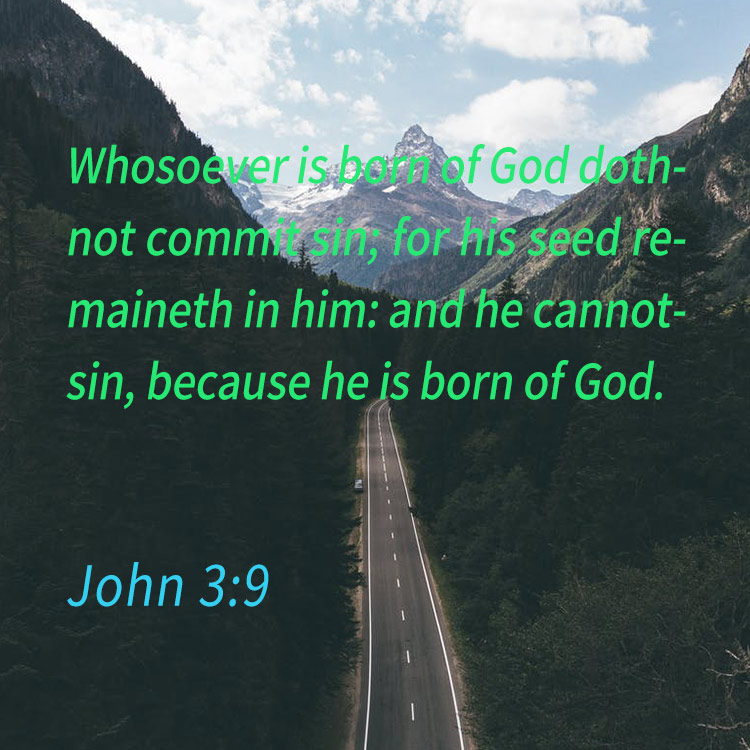 Whosoever is born of God doth-
not commit sin; for his seed re-
maineth in him: and he cannot-
sin, because he is born of God.
John 3:9